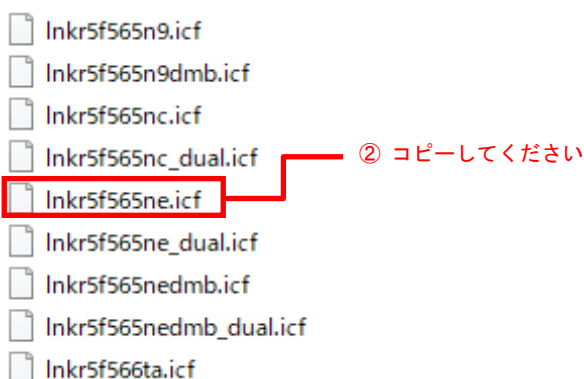 lnkr5f565n9.icf
lnkr5f565n9dmb.icf
lnkr5f565nc.icf
lnkr5f565nc_dual.icf
② コピーしてください
lnkr5f565ne.icf
lnkr5f565ne_dual.icf
lnkr5f565nedmb.icf
lnkr5f565nedmb_dual.icf
lnkr5f566ta.icf